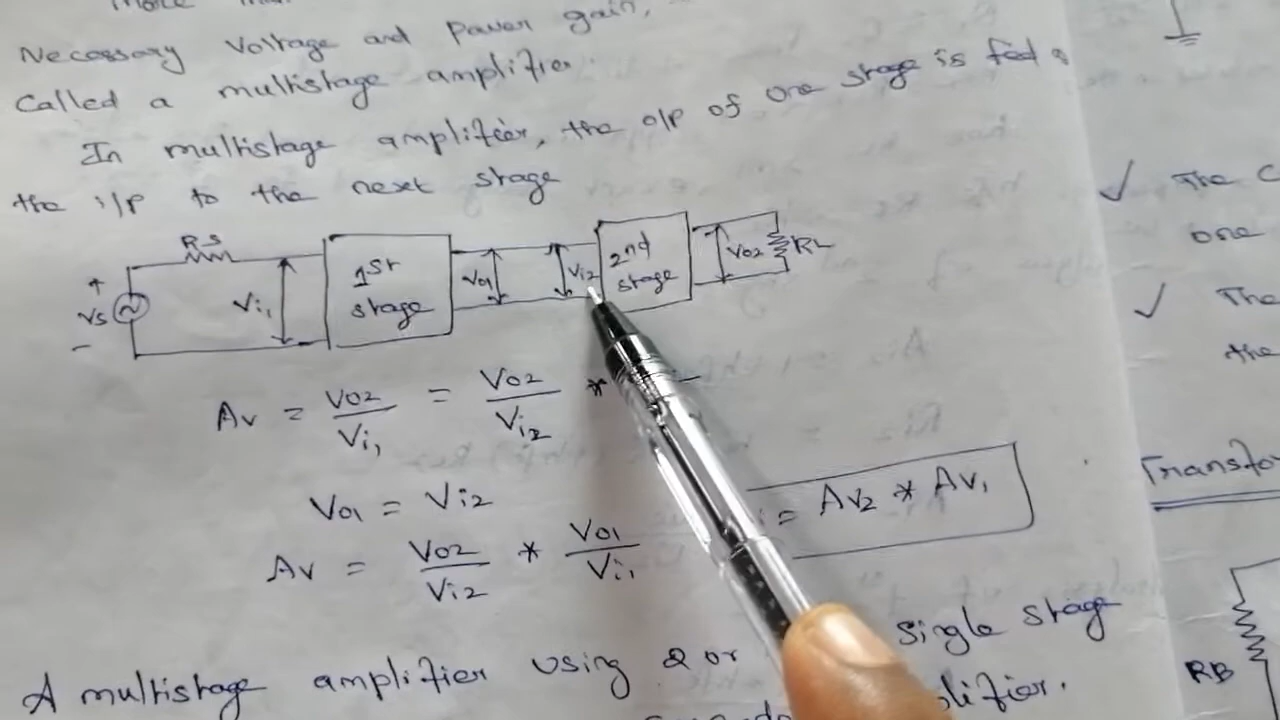 more
Necessary Voltage and Power gain,
Called a multistage amplifier.
In multistage amplifier, the o/p of one stage is fed
the i/p to the next stage
RS
+
Vs
-
Vi1
1st stage
Vo1
Vi2
2nd stage
Vo2
RL
Av = Vo2/Vi1 = Vo2/Vi2 *
Vo1 = Vi2
Av = Vo2/Vi2 * Vo1/Vi1
= Av2 * Av1
A multistage amplifier using 2 or single stage
✓ The
one
✓ The
the
RB